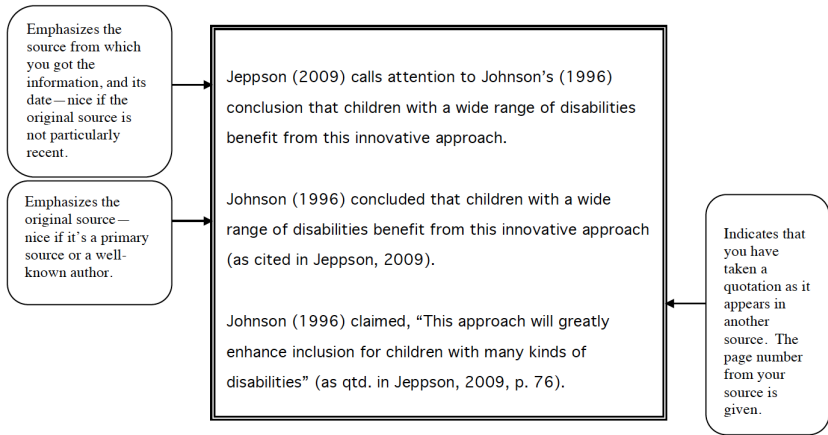 Emphasizes the
source from which
you got the
information, and its
date—nice if the
original source is
not particularly
recent.
Jeppson (2009) calls attention to Johnson’s (1996)
conclusion that children with a wide range of disabilities
benefit from this innovative approach.
Emphasizes the
original source—
nice if it’s a primary
source or a well-
known author.
Johnson (1996) concluded that children with a wide
range of disabilities benefit from this innovative approach
(as cited in Jeppson, 2009).
Johnson (1996) claimed, “This approach will greatly
enhance inclusion for children with many kinds of
disabilities” (as qtd. in Jeppson, 2009, p. 76).
Indicates that
you have
taken a
quotation as it
appears in
another
source.  The
page number
from your
source is
given.